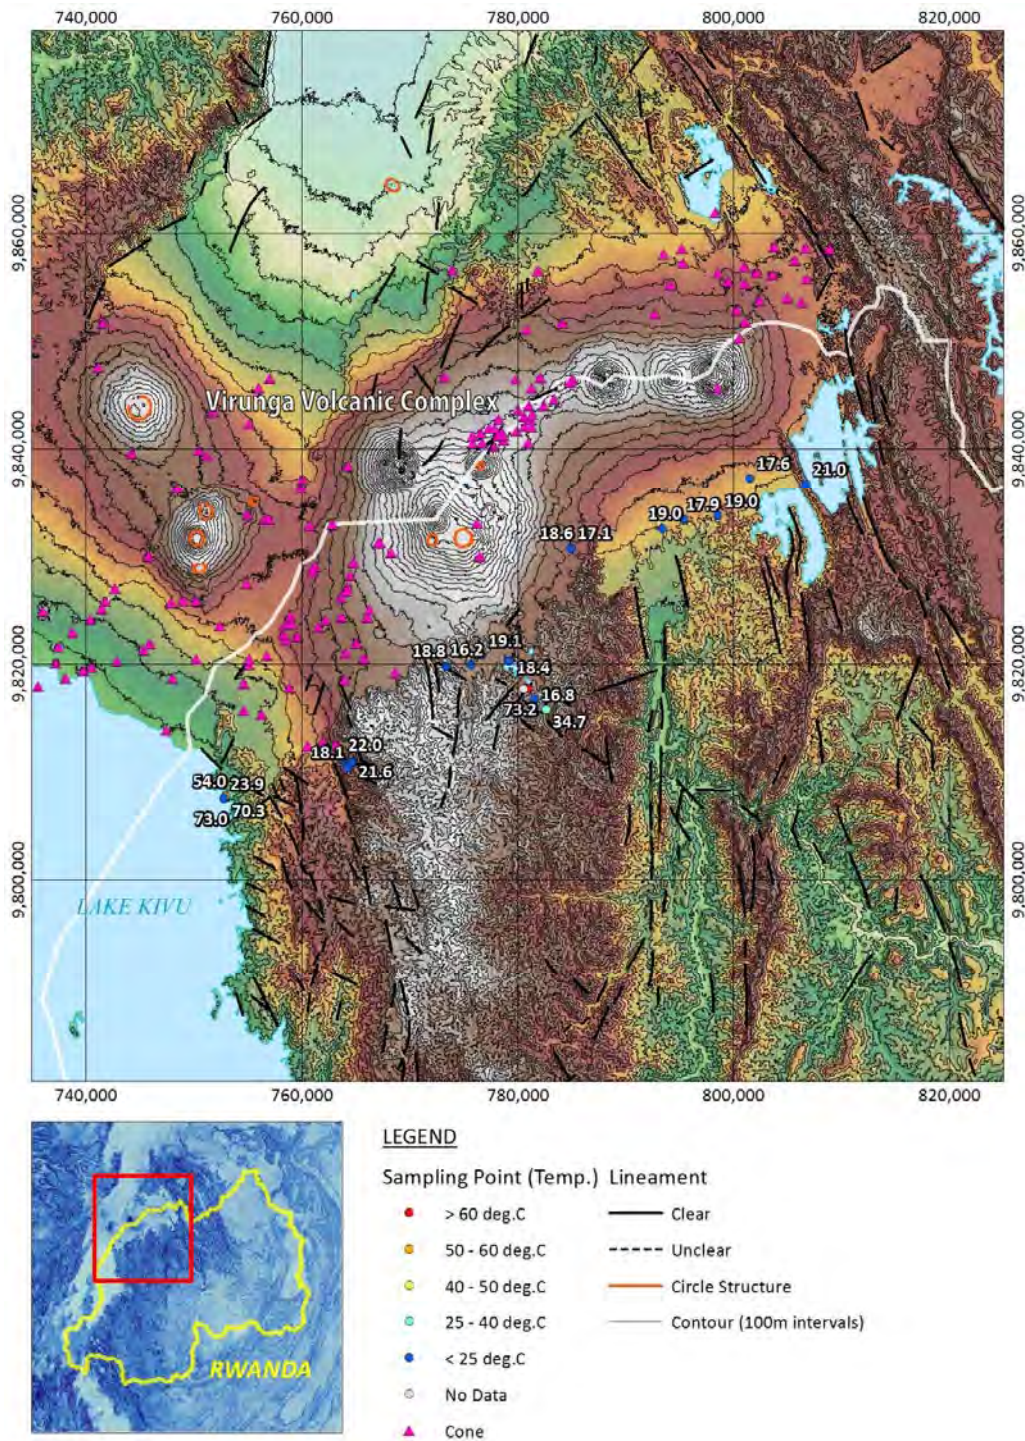 740,000 760,000 780,000 800,000 820,000
9,860,000 9,860,000
Virunga Volcanic Complex
9,840,000 9,840,000
17.6 21.0
19.0 17.9 19.0
18.6 17.1
9,820,000 9,820,000
18.8 16.2 19.1
18.4
16.8
73.2
34.7
18.1 22.0
21.6
54.0 23.9
73.0 70.3
9,800,000 9,800,000
LAKE KIVU
740,000 760,000 780,000 800,000 820,000
RWANDA
LEGEND
Sampling Point (Temp.) Lineament
> 60 deg.C Clear
50 - 60 deg.C Unclear
40 - 50 deg.C Circle Structure
25 - 40 deg.C Contour (100m intervals)
< 25 deg.C
No Data
Cone